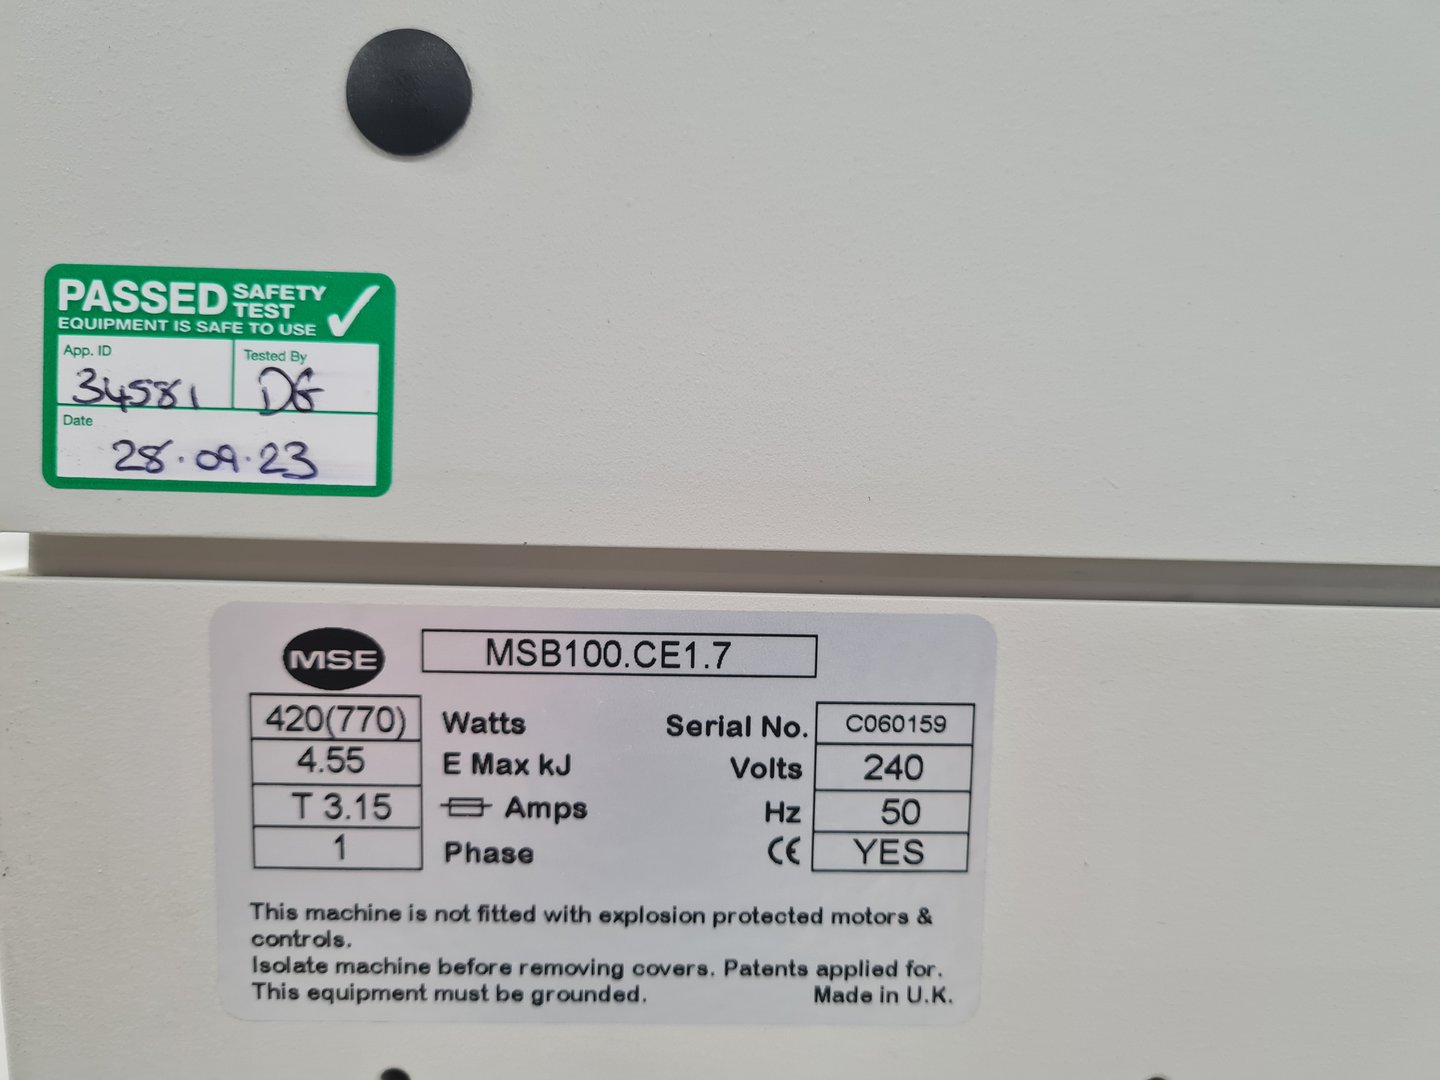 PASSED SAFETY TEST
EQUIPMENT IS SAFE TO USE
App. ID
34581
Tested By
DG
Date
28.09.23
MSE
MSB100.CE1.7
420(770) Watts
4.55 E Max kJ
T 3.15 Amps
1 Phase
Serial No. C060159
Volts 240
Hz 50
CE YES
This machine is not fitted with explosion protected motors &
controls.
Isolate machine before removing covers. Patents applied for.
This equipment must be grounded. Made in U.K.